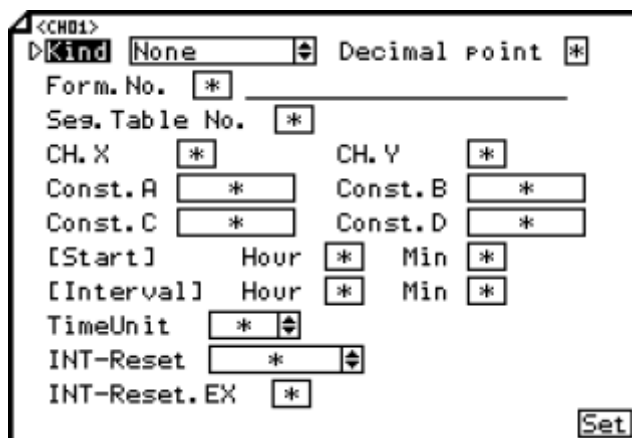 <CH01>
Kind None Decimal point *
Form.No. *
Seg.Table No. *
CH.X * CH.Y *
Const.A * Const.B *
Const.C * Const.D *
[Start] Hour * Min *
[Interval] Hour * Min *
TimeUnit *
INT-Reset *
INT-Reset.EX *
Set